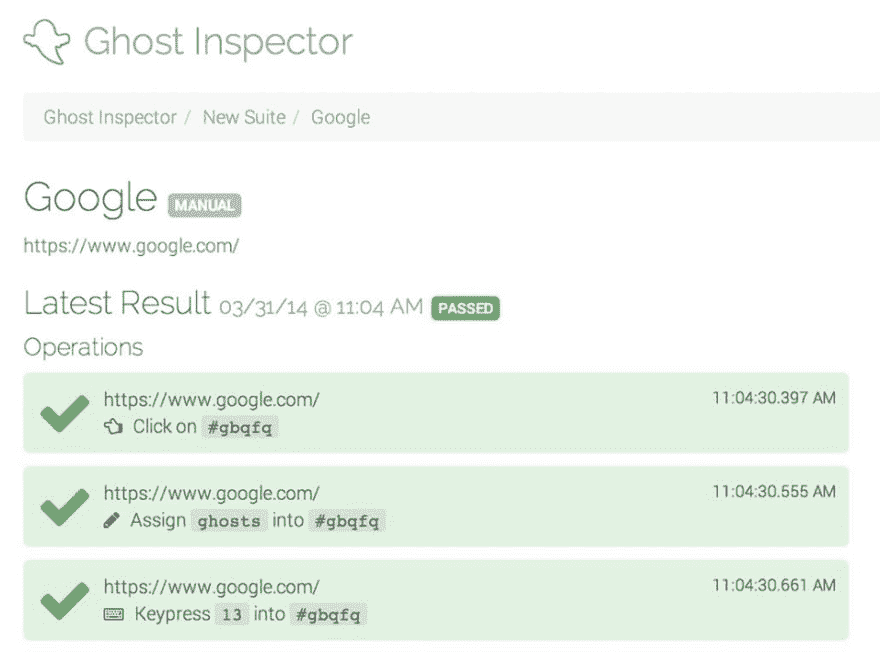 Ghost Inspector
Ghost Inspector / New Suite / Google
Google MANUAL
https://www.google.com/
Latest Result 03/31/14 @ 11:04 AM PASSED
Operations
https://www.google.com/ 11:04:30.397 AM
Click on #gbqfq
https://www.google.com/ 11:04:30.555 AM
Assign ghosts into #gbqfq
https://www.google.com/ 11:04:30.661 AM
Keypress 13 into #gbqfq